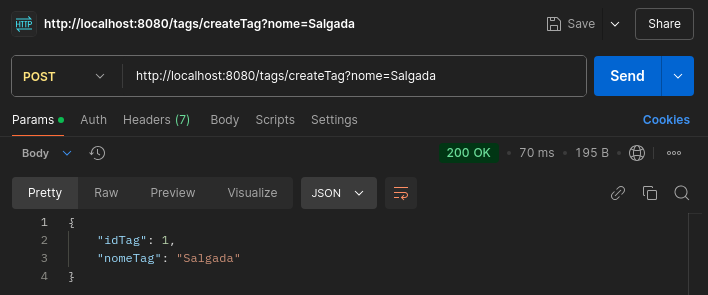 HTTP http://localhost:8080/tags/createTag?nome=Salgada Save Share
POST http://localhost:8080/tags/createTag?nome=Salgada Send
Params Auth Headers (7) Body Scripts Settings Cookies
Body 200 OK 70 ms 195 B
Pretty Raw Preview Visualize JSON
1 {
2 "idTag": 1,
3 "nomeTag": "Salgada"
4 }